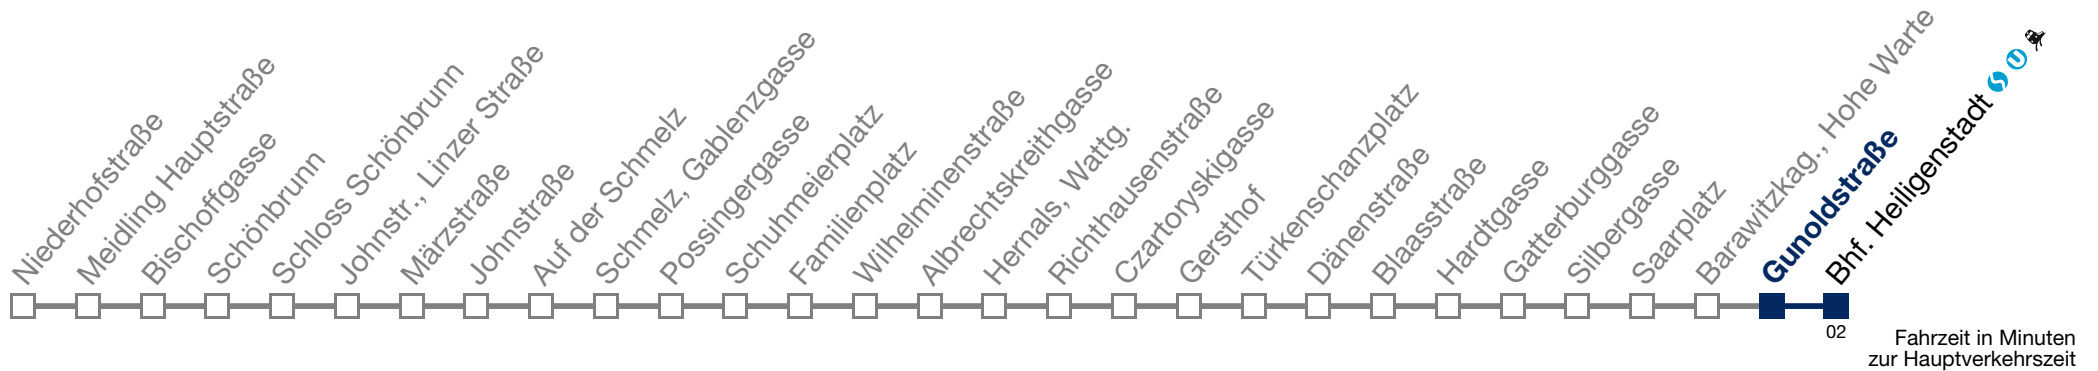 Niederhofstraße
Meidling Hauptstraße
Bischoffgasse
Schönbrunn
Schloss Schönbrunn
Johnstr., Linzer Straße
Märzstraße
Johnstraße
Auf der Schmelz
Schmelz, Gablenzgasse
Possingergasse
Schuhmeierplatz
Familienplatz
Wilhelminenstraße
Albrechtskreithgasse
Hernals, Wattg.
Richthausenstraße
Czartoryskigasse
Gersthof
Türkenschanzplatz
Dänenstraße
Blaasstraße
Hardtgasse
Gatterburggasse
Silbergasse
Saarplatz
Barawitzkag., Hohe Warte
Gunoldstraße
Bhf. Heiligenstadt S U
02
Fahrzeit in Minuten
zur Hauptverkehrszeit